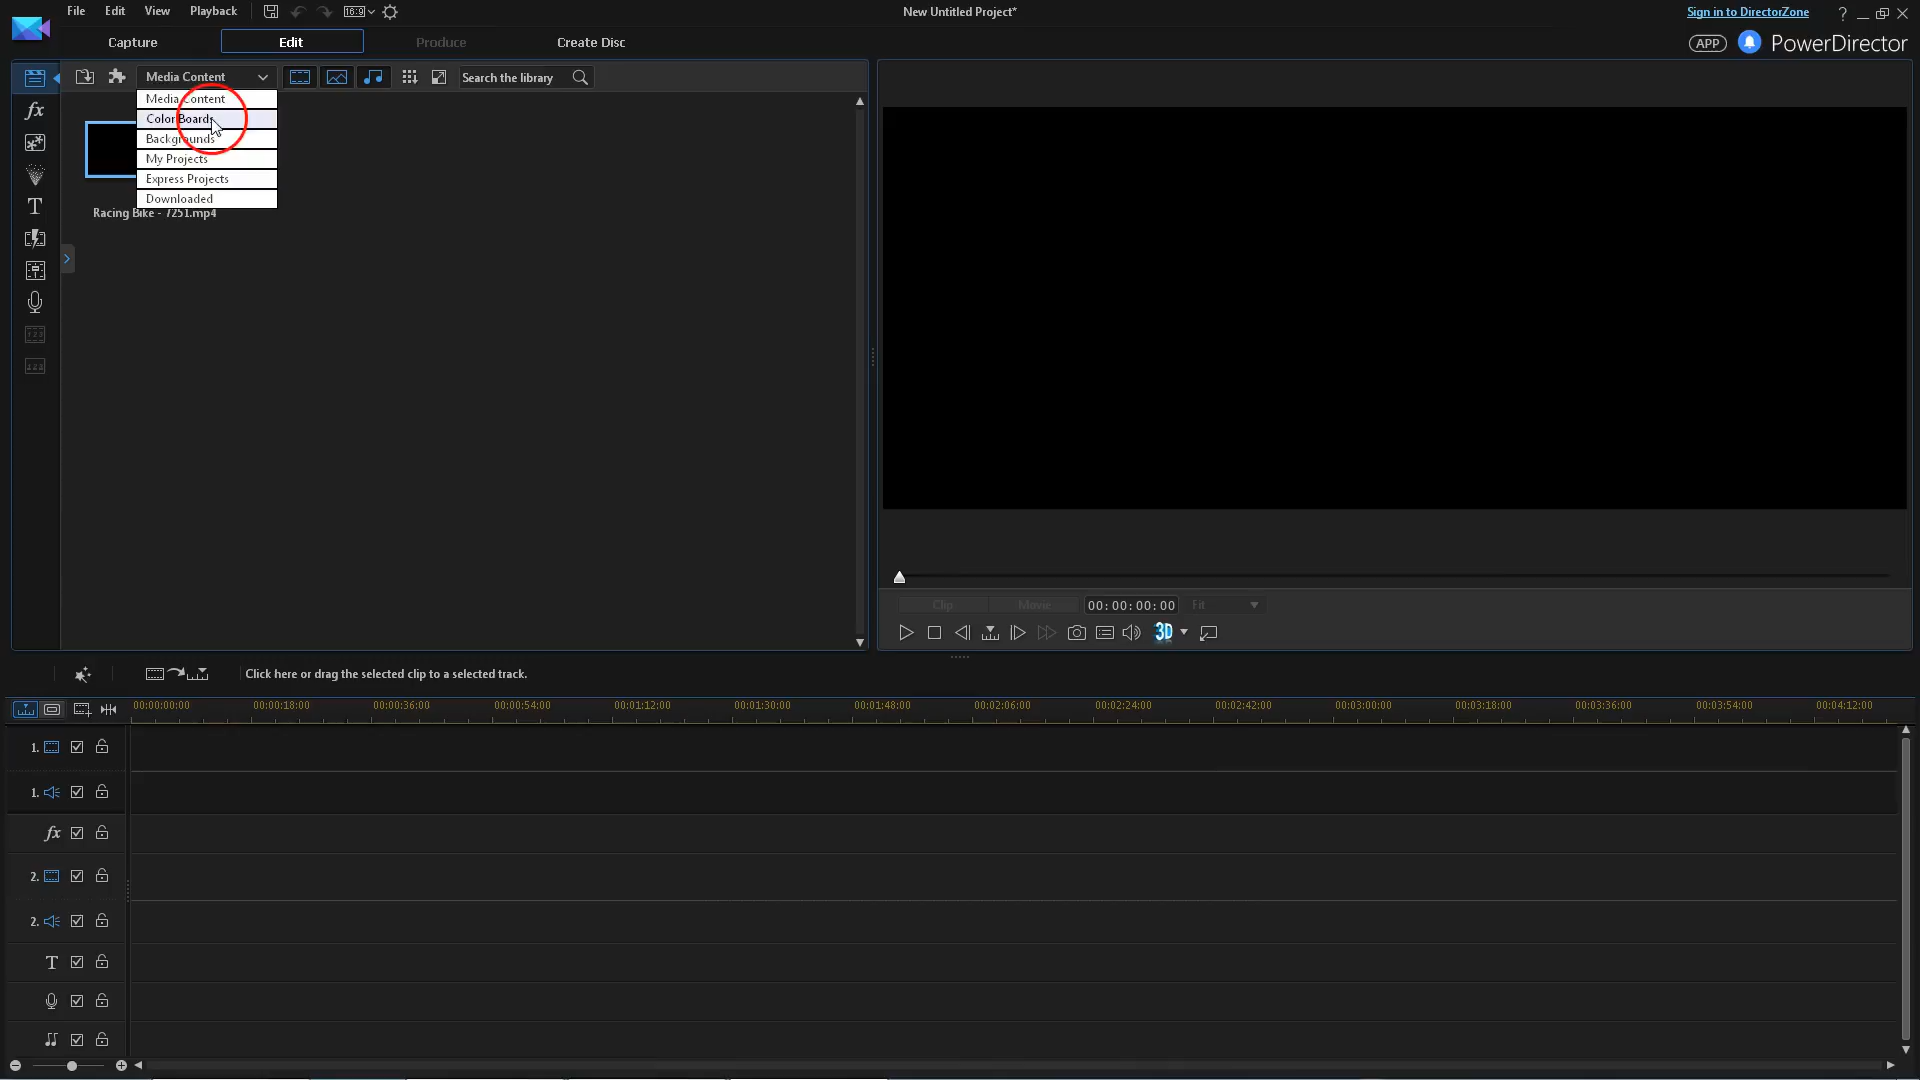 File Edit View Playback 16:9 New Untitled Project* Sign in to DirectorZone ?
Capture Edit Produce Create Disc APP PowerDirector
Media Content Search the library
Media Content
Color Boards
Backgrounds
My Projects
Express Projects
Downloaded
Racing Bike - 7251.mp4
fx
T
Clip Movie 00:00:00:00 Fit
3D
Click here or drag the selected clip to a selected track.
00:00:00:00 00:00:18:00 00:00:36:00 00:00:54:00 00:01:12:00 00:01:30:00 00:01:48:00 00:02:06:00 00:02:24:00 00:02:42:00 00:03:00:00 00:03:18:00 00:03:36:00 00:03:54:00 00:04:12:00
1.
1.
fx
2.
2.
T